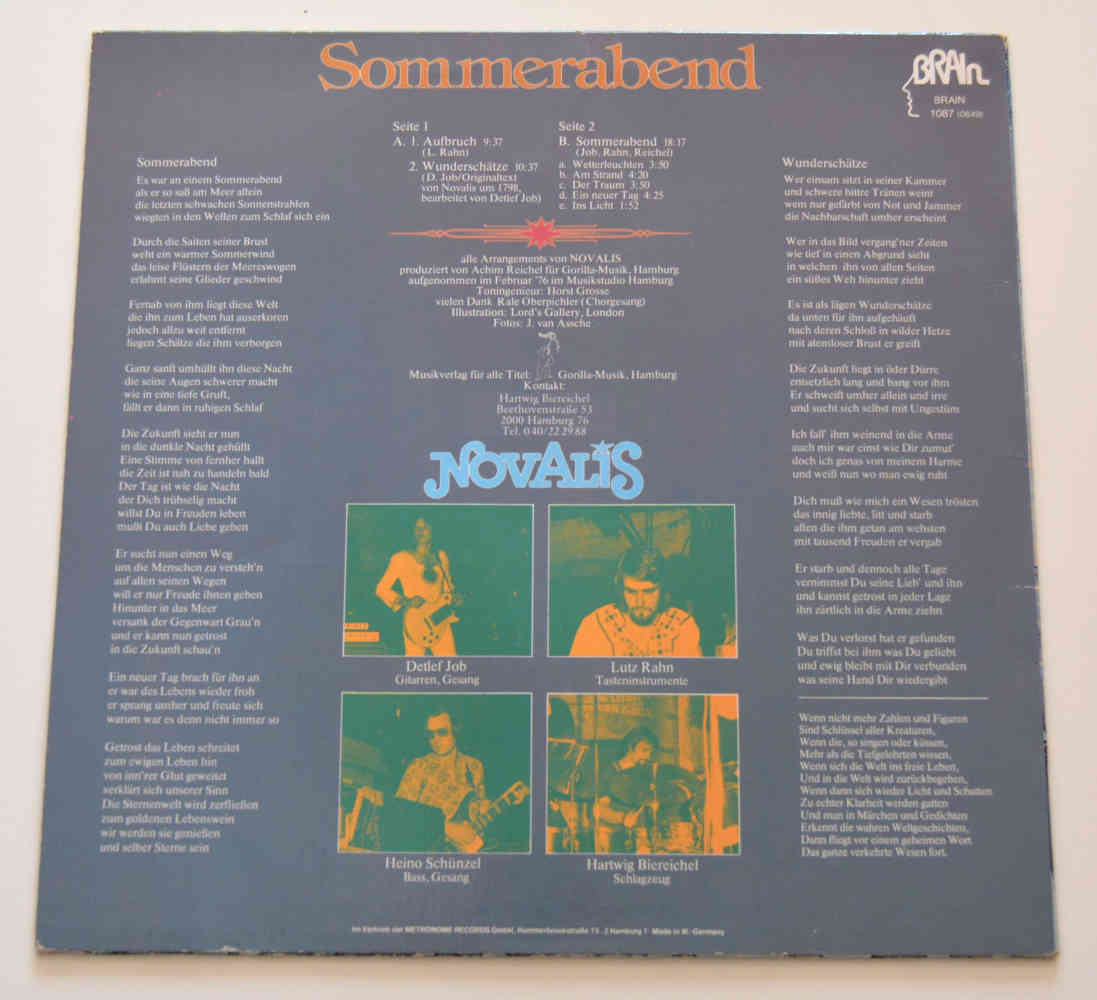 Sommerabend
BRAIN
BRAIN
1087 (0649)
Seite 1
A. 1. Aufbruch 9:37
(L. Rahn)
2. Wunderschätze 10:37
(D. Job/Originaltext
von Novalis um 1798,
bearbeitet von Detlef Job)
Seite 2
B. Sommerabend 18:17
(Job, Rahn, Reichel)
a. Wetterleuchten 3:50
b. Am Strand 4:20
c. Der Traum 3:50
d. Ein neuer Tag 4:25
e. Ins Licht 1:52
Sommerabend
Es war an einem Sommerabend
als er so saß am Meer allein
die letzten schwachen Sonnenstrahlen
wiegten in den Wellen zum Schlaf sich ein
Durch die Saiten seiner Brust
weht ein warmer Sommerwind
das leise Flüstern der Meereswogen
erlahmt seine Glieder geschwind
Fernab von ihm liegt diese Welt
die ihn zum Leben hat auserkoren
jedoch allzu weit entfernt
liegen Schätze die ihm verborgen
Ganz sanft umhüllt ihn diese Nacht
die seine Augen schwerer macht
wie in eine tiefe Gruft,
fällt er dann in ruhigen Schlaf
Die Zukunft sieht er nun
in die dunkle Nacht gehüllt
Eine Stimme von fernher hallt
die Zeit ist nah zu handeln bald
Der Tag ist wie die Nacht
der Dich trübselig macht
willst Du in Freuden leben
mußt Du auch Liebe geben
Er sucht nun einen Weg
um die Menschen zu versteh'n
auf allen seinen Wegen
will er nur Freude ihnen geben
Hinunter in das Meer
versank der Gegenwart Grau'n
und er kann nun getrost
in die Zukunft schau'n
Ein neuer Tag brach für ihn an
er war des Lebens wieder froh
er sprang umher und freute sich
warum war es denn nicht immer so
Getrost das Leben schreitet
zum ewigen Leben hin
von inn'rer Glut geweitet
verklärt sich unserer Sinn
Die Sternenwelt wird zerfließen
zum goldenen Lebenswein
wir werden sie genießen
und selber Sterne sein
alle Arrangements von NOVALIS
produziert von Achim Reichel für Gorilla-Musik, Hamburg
aufgenommen im Februar '76 im Musikstudio Hamburg
Toningenieur: Horst Grosse
vielen Dank Rale Oberpichler (Chorgesang)
Illustration: Lord's Gallery, London
Fotos: J. van Assche
Musikverlag für alle Titel: Gorilla-Musik, Hamburg
Kontakt:
Hartwig Biereichel
Beethovenstraße 53
2000 Hamburg 76
Tel. 040/22 29 88
NOVALIS
Detlef Job
Gitarren, Gesang
Lutz Rahn
Tasteninstrumente
Heino Schünzel
Bass, Gesang
Hartwig Biereichel
Schlagzeug
Wunderschätze
Wer einsam sitzt in seiner Kammer
und schwere bittre Tränen weint
wem nur gefärbt von Not und Jammer
die Nachbarschaft umher erscheint
Wer in das Bild vergang'ner Zeiten
wie tief in einen Abgrund sieht
in welchen ihn von allen Seiten
ein süßes Weh hinunter zieht
Es ist als lägen Wunderschätze
da unten für ihn aufgehäuft
nach deren Schloß in wilder Hetze
mit atemloser Brust er greift
Die Zukunft liegt in öder Dürre
entsetzlich lang und bang vor ihm
Er schweift umher allein und irre
und sucht sich selbst mit Ungestüm
Ich fall' ihm weinend in die Arme
auch mir war einst wie Dir zumut'
doch ich genas von meinem Harme
und weiß nun wo man ewig ruht
Dich muß wie mich ein Wesen trösten
das innig liebte, litt und starb
allen die ihm getan am wehsten
mit tausend Freuden er vergab
Er starb und dennoch alle Tage
vernimmst Du seine Lieb' und ihn
und kannst getrost in jeder Lage
ihn zärtlich in die Arme ziehn
Was Du verlorst hat er gefunden
Du triffst bei ihm was Du geliebt
und ewig bleibt mit Dir verbunden
was seine Hand Dir wiedergibt
Wenn nicht mehr Zahlen und Figuren
Sind Schlüssel aller Kreaturen,
Wenn die, so singen oder küssen,
Mehr als die Tiefgelehrten wissen,
Wenn sich die Welt ins freie Leben,
Und in die Welt wird zurückbegeben,
Wenn dann sich wieder Licht und Schatten
Zu echter Klarheit werden gatten
Und man in Märchen und Gedichten
Erkennt die wahren Weltgeschichten,
Dann fliegt vor einem geheimen Wort
Das ganze verkehrte Wesen fort.
Im Vertrieb der METRONOME RECORDS GmbH, Hammerbrookstraße 73 . 2 Hamburg 1 Made in W.-Germany